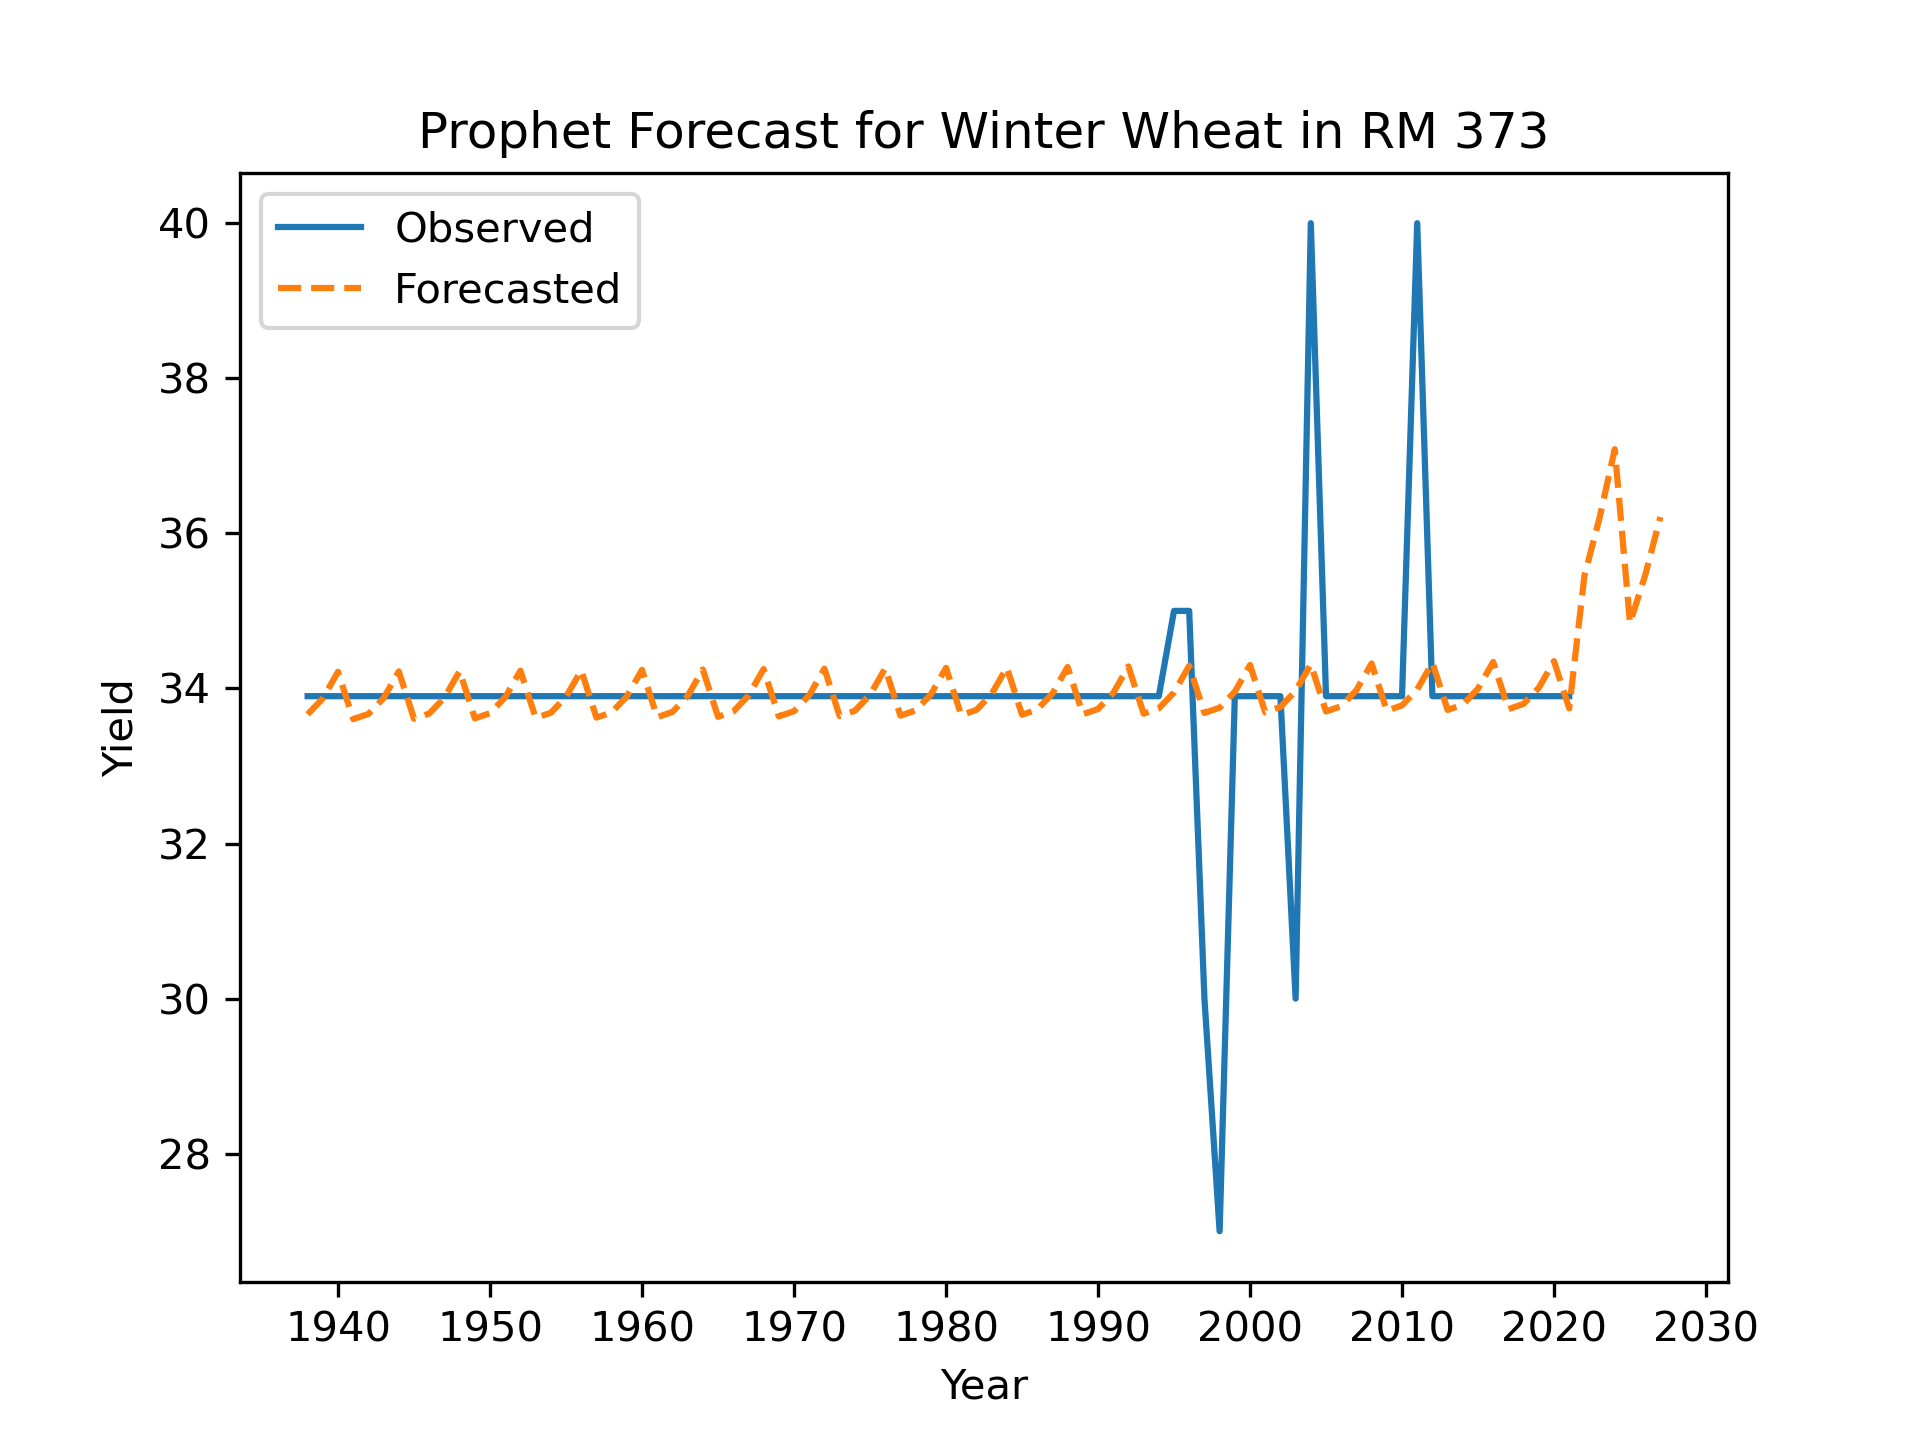 Prophet Forecast for Winter Wheat in RM 373
Observed
Forecasted
40
38
36
34
32
30
28
Yield
1940 1950 1960 1970 1980 1990 2000 2010 2020 2030
Year